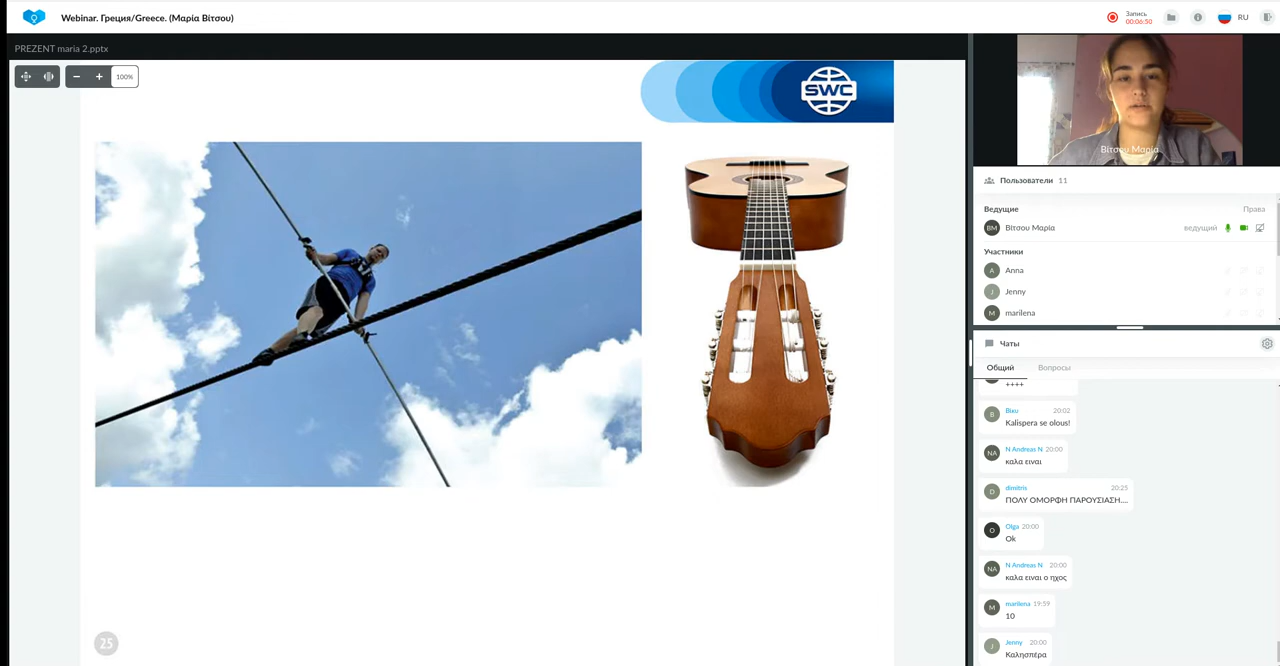 Webinar. Греция/Greece. (Μαρία Βίτσου)
Запись
00:06:50
RU
PREZENT maria 2.pptx
100%
SWC
25
Βίτσου Μαρία
Пользователи 11
Ведущие Права
ΒΜ Βίτσου Μαρία ведущий
Участники
A Anna
J Jenny
M marilena
Чаты
Общий Вопросы
++++
B Bixu 20:02
Kalispera se olous!
NA N Andreas N 20:00
καλα ειναι
D dimitris 20:25
ΠΟΛΥ ΟΜΟΡΦΗ ΠΑΡΟΥΣΙΑΣΗ....
O Olga 20:00
Ok
NA N Andreas N 20:00
καλα ειναι ο ηχος
M marilena 19:59
10
J Jenny 20:00
Καλησπέρα